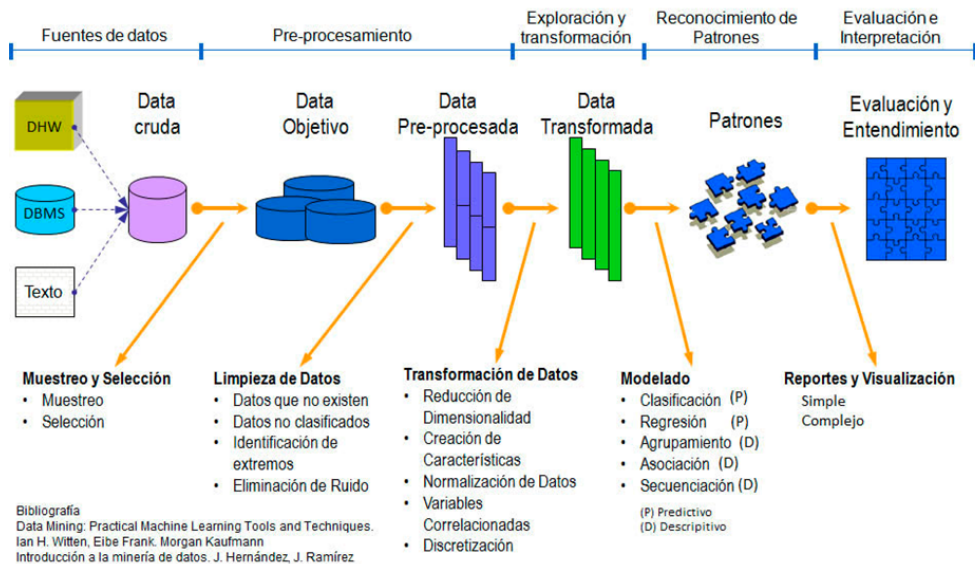 Fuentes de datos
Pre-procesamiento
Exploración y
transformación
Reconocimiento de
Patrones
Evaluación e
Interpretación
DHW
DBMS
Texto
Data
cruda
Data
Objetivo
Data
Pre-procesada
Data
Transformada
Patrones
Evaluación y
Entendimiento
Muestreo y Selección
• Muestreo
• Selección
Limpieza de Datos
• Datos que no existen
• Datos no clasificados
• Identificación de
extremos
• Eliminación de Ruido
Transformación de Datos
• Reducción de
Dimensionalidad
• Creación de
Características
• Normalización de Datos
• Variables
Correlacionadas
• Discretización
Modelado
• Clasificación (P)
• Regresión (P)
• Agrupamiento (D)
• Asociación (D)
• Secuenciación (D)
(P) Predictivo
(D) Descripitivo
Reportes y Visualización
Simple
Complejo
Bibliografía
Data Mining: Practical Machine Learning Tools and Techniques.
Ian H. Witten, Eibe Frank. Morgan Kaufmann
Introducción a la minería de datos. J. Hernández, J. Ramírez